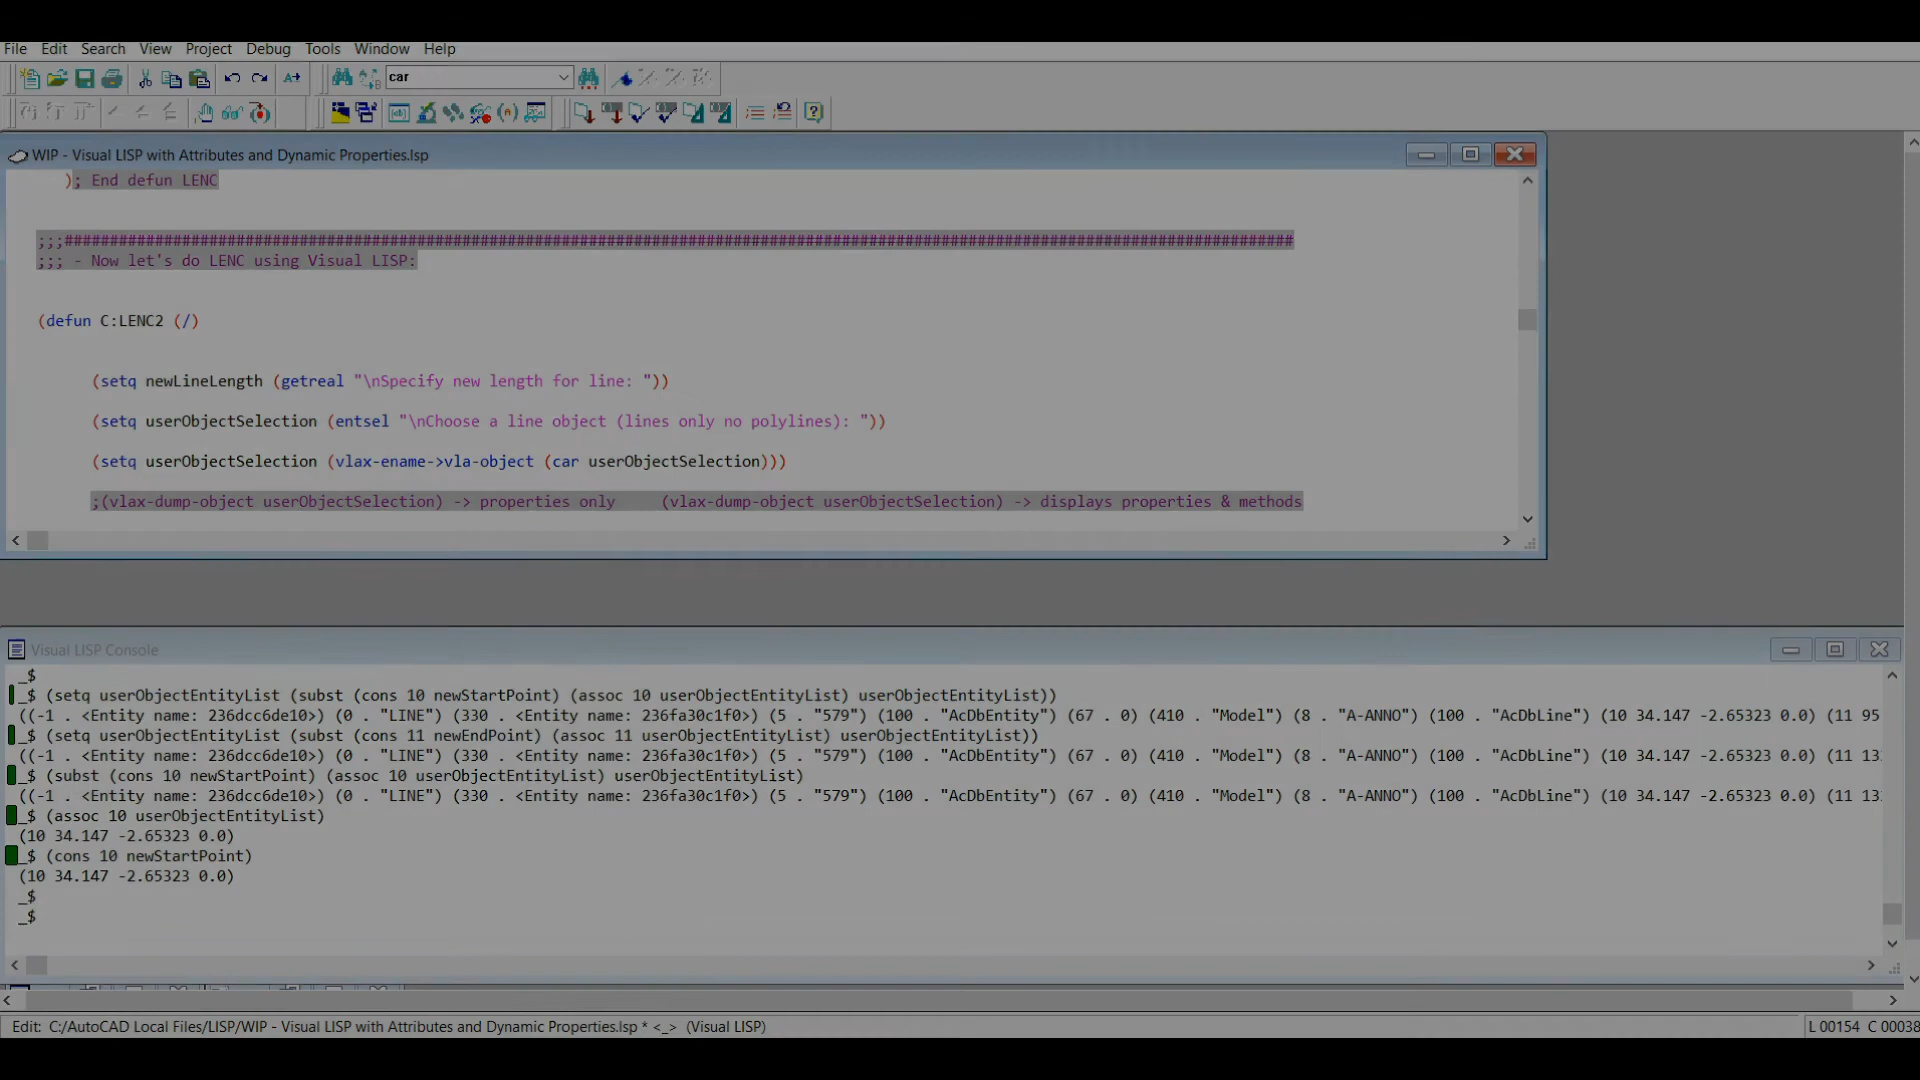 File Edit Search View Project Debug Tools Window Help
car
WIP - Visual LISP with Attributes and Dynamic Properties.lsp
); End defun LENC
;;;########################################################################################################################################
;;; - Now let's do LENC using Visual LISP:
(defun C:LENC2 (/)
(setq newLineLength (getreal "\nSpecify new length for line: "))
(setq userObjectSelection (entsel "\nChoose a line object (lines only no polylines): "))
(setq userObjectSelection (vlax-ename->vla-object (car userObjectSelection)))
;(vlax-dump-object userObjectSelection) -> properties only     (vlax-dump-object userObjectSelection) -> displays properties & methods
Visual LISP Console
_$
_$ (setq userObjectEntityList (subst (cons 10 newStartPoint) (assoc 10 userObjectEntityList) userObjectEntityList))
((-1 . <Entity name: 236dcc6de10>) (0 . "LINE") (330 . <Entity name: 236fa30c1f0>) (5 . "579") (100 . "AcDbEntity") (67 . 0) (410 . "Model") (8 . "A-ANNO") (100 . "AcDbLine") (10 34.147 -2.65323 0.0) (11 95
_$ (setq userObjectEntityList (subst (cons 11 newEndPoint) (assoc 11 userObjectEntityList) userObjectEntityList))
((-1 . <Entity name: 236dcc6de10>) (0 . "LINE") (330 . <Entity name: 236fa30c1f0>) (5 . "579") (100 . "AcDbEntity") (67 . 0) (410 . "Model") (8 . "A-ANNO") (100 . "AcDbLine") (10 34.147 -2.65323 0.0) (11
_$ (subst (cons 10 newStartPoint) (assoc 10 userObjectEntityList) userObjectEntityList)
((-1 . <Entity name: 236dcc6de10>) (0 . "LINE") (330 . <Entity name: 236fa30c1f0>) (5 . "579") (100 . "AcDbEntity") (67 . 0) (410 . "Model") (8 . "A-ANNO") (100 . "AcDbLine") (10 34.147 -2.65323 0.0) (11
_$ (assoc 10 userObjectEntityList)
(10 34.147 -2.65323 0.0)
_$ (cons 10 newStartPoint)
(10 34.147 -2.65323 0.0)
_$
_$
Edit: C:/AutoCAD Local Files/LISP/WIP - Visual LISP with Attributes and Dynamic Properties.lsp * <_> (Visual LISP)
L 00154 C 00038